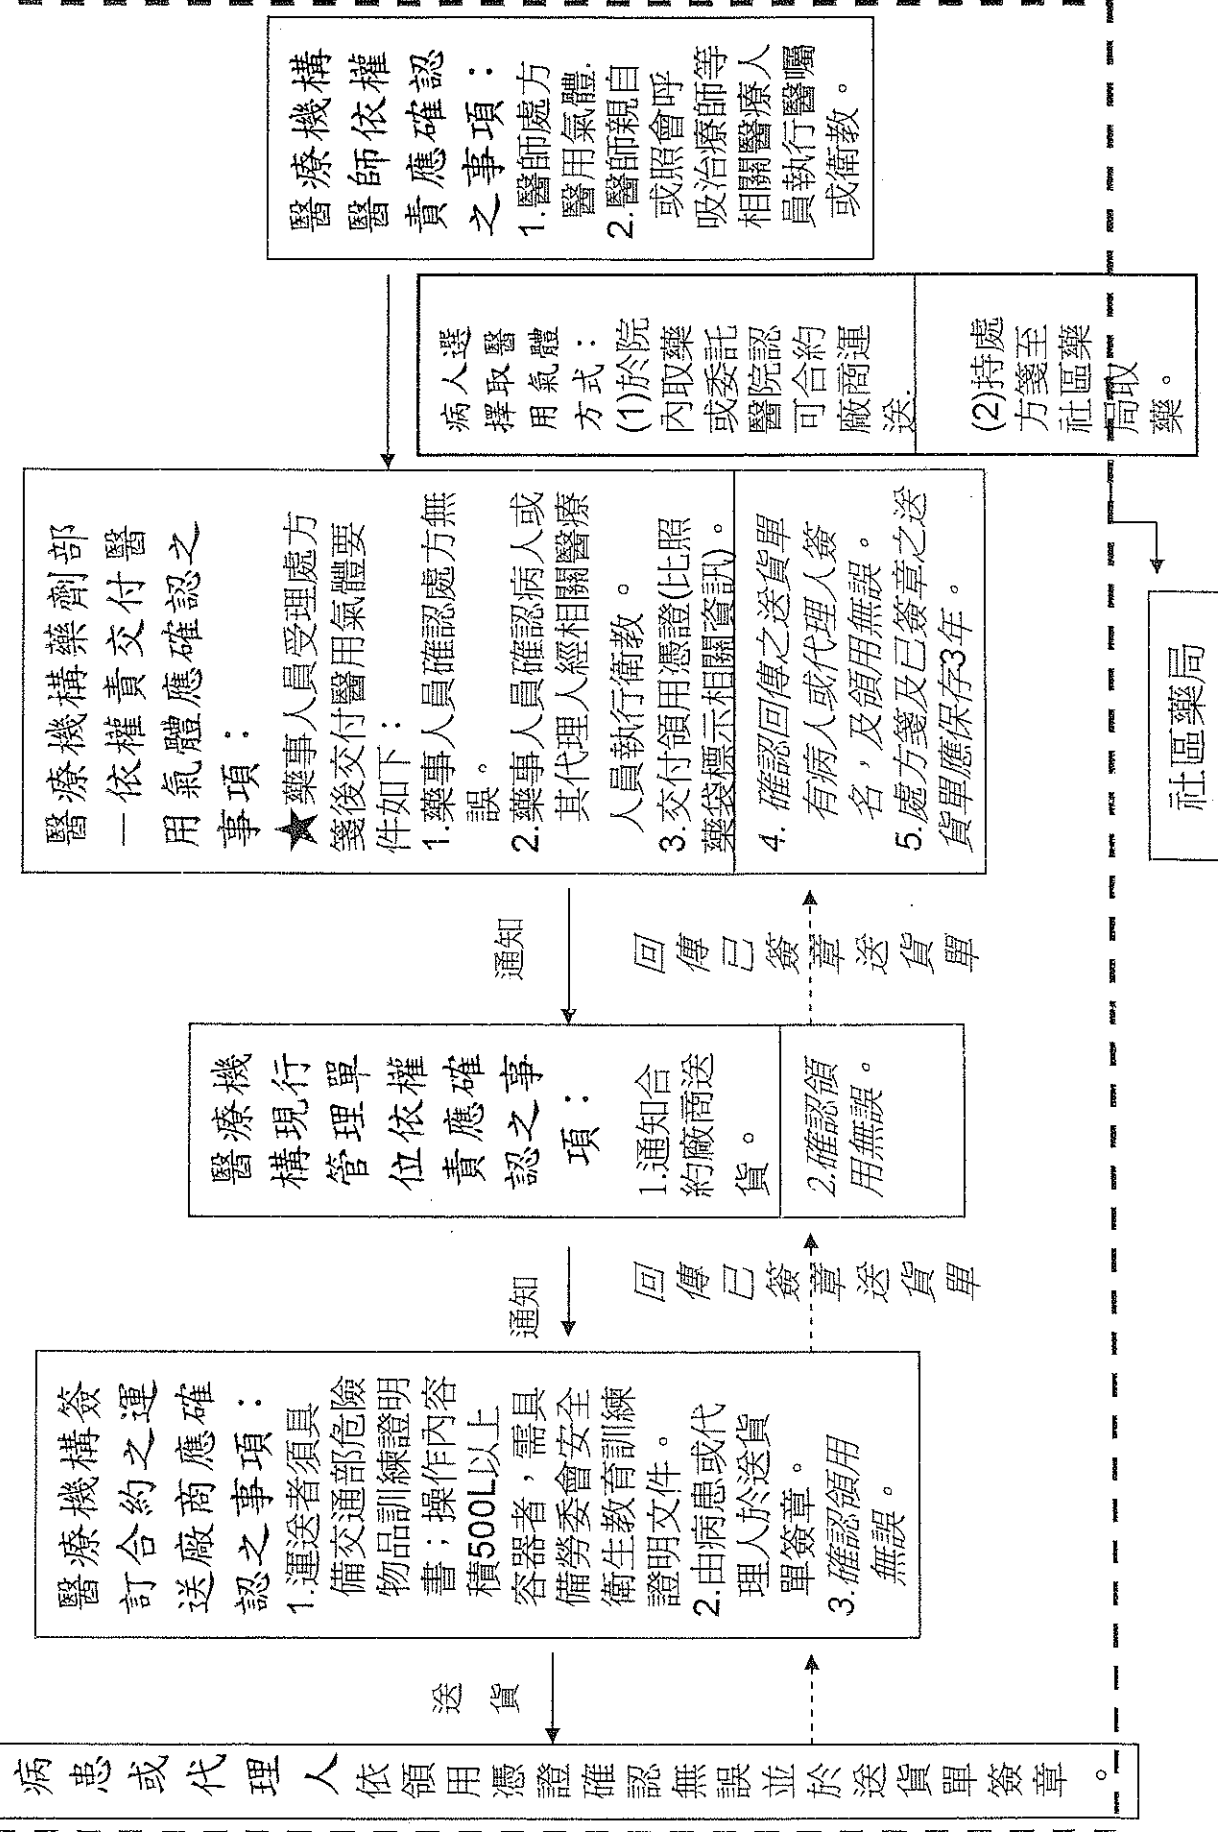 醫療機構
醫師依權
責應確認
之事項：
1.醫師處方
醫用氣體.
2.醫師親自
或照會呼
吸治療師等
相關醫療人
員執行醫囑
或衛教。
病人選
擇取醫
用氣體
方式：
(1)於院
內取藥
或委託
醫院認
可合約
廠商運
送.
(2)持處
方箋至
社區藥
局取
藥。
醫療機構藥劑部
—依權責交付醫
用氣體應確認之
事項：
★藥事人員受理處方
箋後交付醫用氣體要
件如下：
1.藥事人員確認處方無
誤。
2.藥事人員確認病人或
其代理人經相關醫療
人員執行衛教。
3.交付領用憑證(比照
藥袋標示相關資訊)。
4.確認回傳之送貨單
有病人或代理人簽
名，及領用無誤。
5.處方箋及已簽章之送
貨單應保存3年。
社區藥局
通知
回傳已簽章送貨單
醫療機
構現行
管理單
位依權
責應確
認之事
項：
1.通知合
約廠商送
貨。
2.確認領
用無誤。
通知
回傳已簽章送貨單
醫療機構簽
訂合約之運
送廠商應確
認之事項：
1.運送者須具
備交通部危險
物品訓練證明
書；操作內容
積500L以上
容器者，需具
備勞委會安全
衛生教育訓練
證明文件。
2.由病患或代
理人於送貨
單簽章。
3.確認領用
無誤。
送貨
病患或代理人依領用憑證確認無誤並於送貨單簽章。